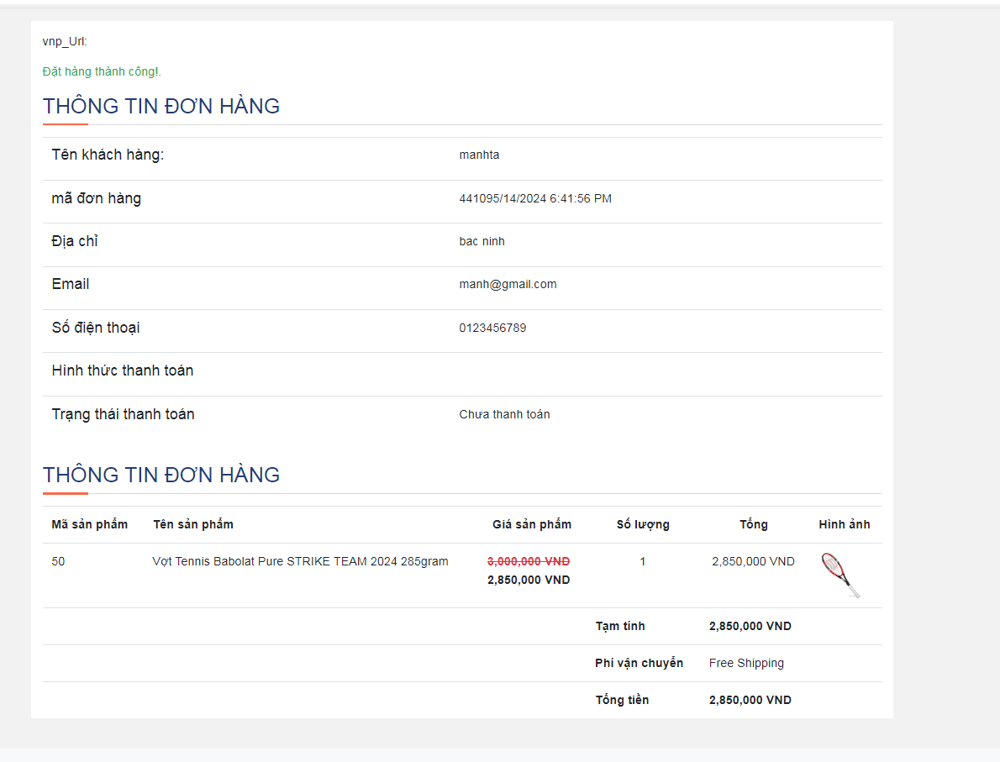 vnp_Url:
Đặt hàng thành công!.
THÔNG TIN ĐƠN HÀNG
Tên khách hàng: manhta
mã đơn hàng 441095/14/2024 6:41:56 PM
Địa chỉ bac ninh
Email manh@gmail.com
Số điện thoại 0123456789
Hình thức thanh toán
Trạng thái thanh toán Chưa thanh toán
THÔNG TIN ĐƠN HÀNG
Mã sản phẩm Tên sản phẩm Giá sản phẩm Số lượng Tổng Hình ảnh
50 Vợt Tennis Babolat Pure STRIKE TEAM 2024 285gram 3,000,000 VND 1 2,850,000 VND
2,850,000 VND
Tạm tính 2,850,000 VND
Phí vận chuyển Free Shipping
Tổng tiền 2,850,000 VND